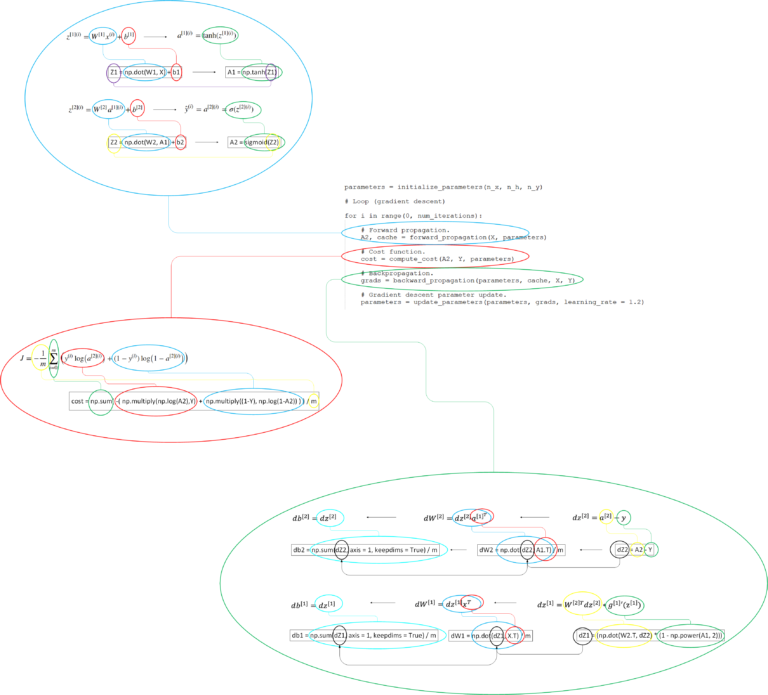 z^{[1](i)} = W^{[1]}x^{(i)} + b^{[1]} → a^{[1](i)} = tanh(z^{[1](i)})
Z1 = np.dot(W1, X) + b1 → A1 = np.tanh(Z1)
z^{[2](i)} = W^{[2]}a^{[1](i)} + b^{[2]} → ŷ^{(i)} = a^{[2](i)} = σ(z^{[2](i)})
Z2 = np.dot(W2, A1) + b2 → A2 = sigmoid(Z2)
parameters = initialize_parameters(n_x, n_h, n_y)
# Loop (gradient descent)
for i in range(0, num_iterations):
# Forward propagation.
A2, cache = forward_propagation(X, parameters)
# Cost function.
cost = compute_cost(A2, Y, parameters)
# Backpropagation.
grads = backward_propagation(parameters, cache, X, Y)
# Gradient descent parameter update.
parameters = update_parameters(parameters, grads, learning_rate = 1.2)
J = -\frac{1}{m} \sum_{i=0}^{m} (y^{(i)} log(a^{[2](i)}) + (1 - y^{(i)}) log(1 - a^{[2](i)}))
cost = np.sum -( np.multiply(np.log(A2),Y) + np.multiply((1-Y), np.log(1-A2)) ) ) / m
db^{[2]} = dz^{[2]} ← dW^{[2]} = dz^{[2]}a^{[1]T} ← dz^{[2]} = a^{[2]} - y
db2 = np.sum(dZ2, axis = 1, keepdims = True) / m ← dW2 = np.dot(dZ2, A1.T) / m ← dZ2 = A2 - Y
db^{[1]} = dz^{[1]} ← dW^{[1]} = dz^{[1]}x^{T} ← dz^{[1]} = W^{[2]T}dz^{[2]} * g^{[1]}'(z^{[1]})
db1 = np.sum(dZ1, axis = 1, keepdims = True) / m dW1 = np.dot(dZ1, X.T) / m dZ1 = (np.dot(W2.T, dZ2) * (1 - np.power(A1, 2)))